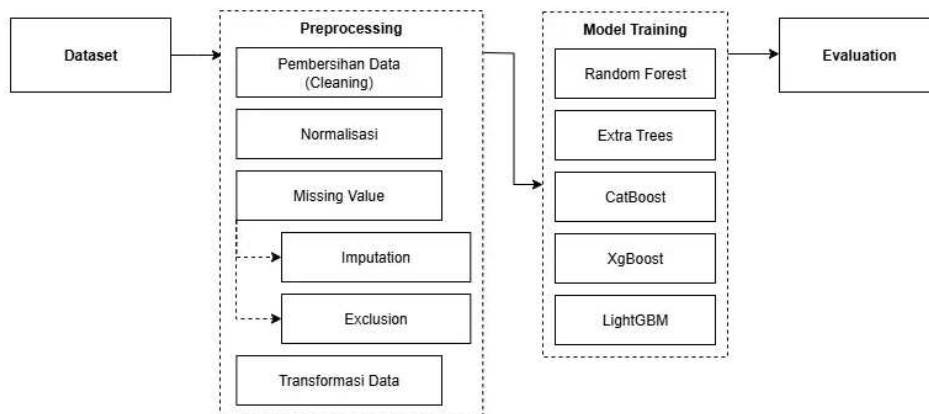 Dataset
Preprocessing
Pembersihan Data
(Cleaning)
Normalisasi
Missing Value
Imputation
Exclusion
Transformasi Data
Model Training
Random Forest
Extra Trees
CatBoost
XgBoost
LightGBM
Evaluation